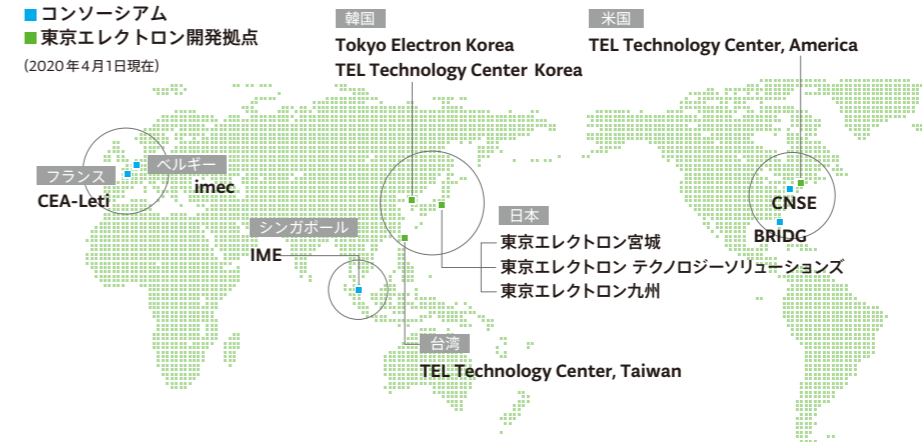 コンソーシアム
東京エレクトロン開発拠点
(2020年4月1日現在)
韓国
Tokyo Electron Korea
TEL Technology Center Korea
米国
TEL Technology Center, America
フランス
CEA-Leti
ベルギー
imec
シンガポール
IME
日本
東京エレクトロン宮城
東京エレクトロン テクノロジーソリューションズ
東京エレクトロン九州
CNSE
BRIDG
台湾
TEL Technology Center, Taiwan